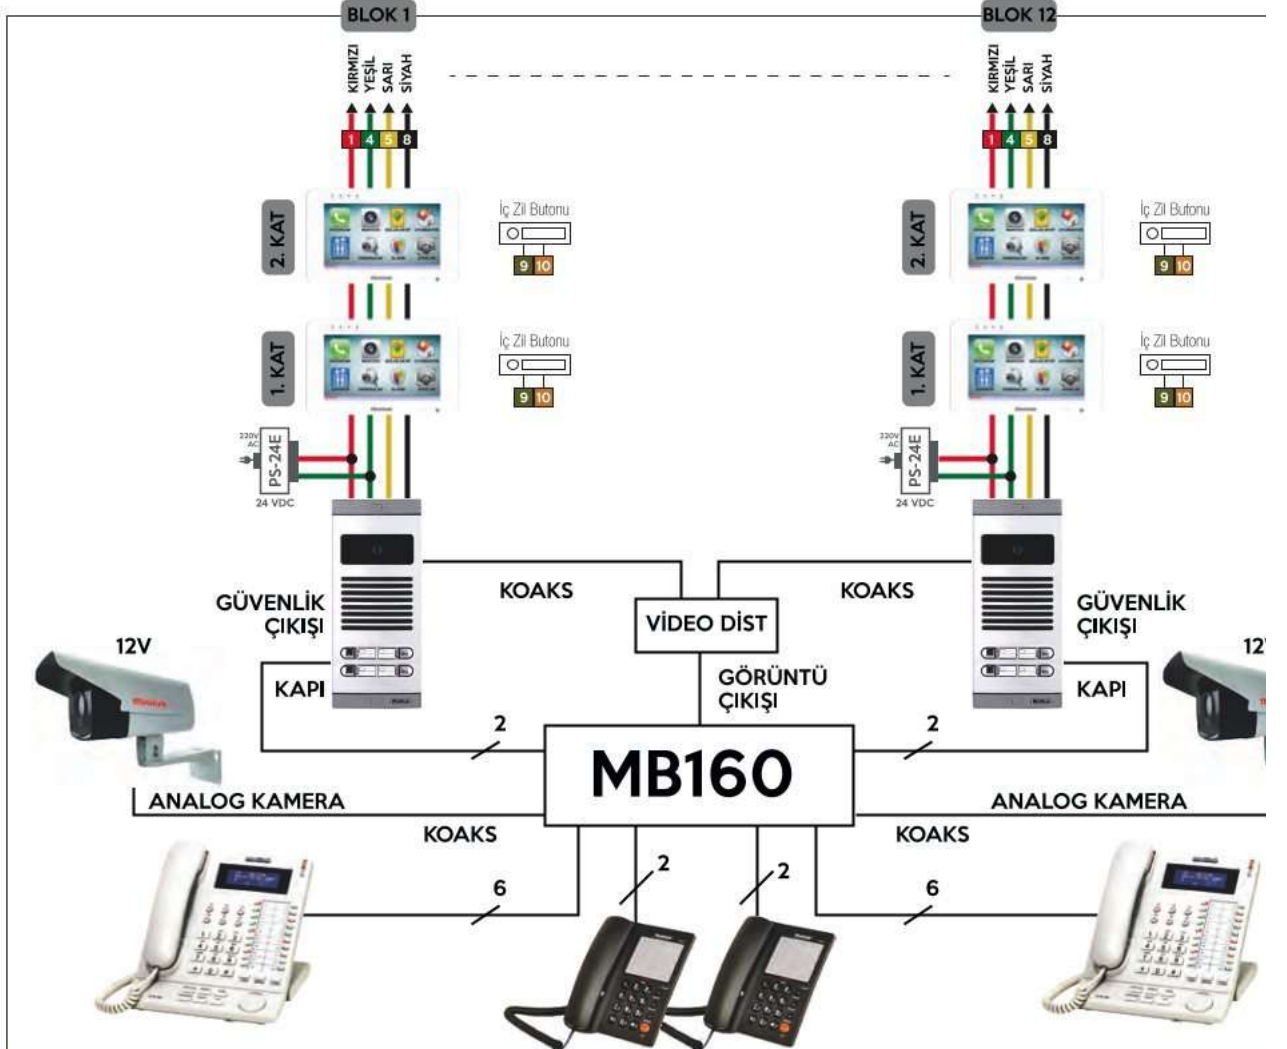 BLOK 1
BLOK 12
KIRMIZI
YEŞİL
SARI
SİYAH
KIRMIZI
YEŞİL
SARI
SİYAH
1 4 5 8
1 4 5 8
2. KAT
İç Zil Butonu
9 10
2. KAT
İç Zil Butonu
9 10
1. KAT
İç Zil Butonu
9 10
1. KAT
İç Zil Butonu
9 10
220V
AC
PS-24E
24 VDC
220V
AC
PS-24E
24 VDC
KOAKS
KOAKS
GÜVENLİK
ÇIKIŞI
VİDEO DİST
GÜVENLİK
ÇIKIŞI
12V
KAPI
GÖRÜNTÜ
ÇIKIŞI
KAPI
2
2
MB160
ANALOG KAMERA
ANALOG KAMERA
KOAKS
KOAKS
6
2
2
6